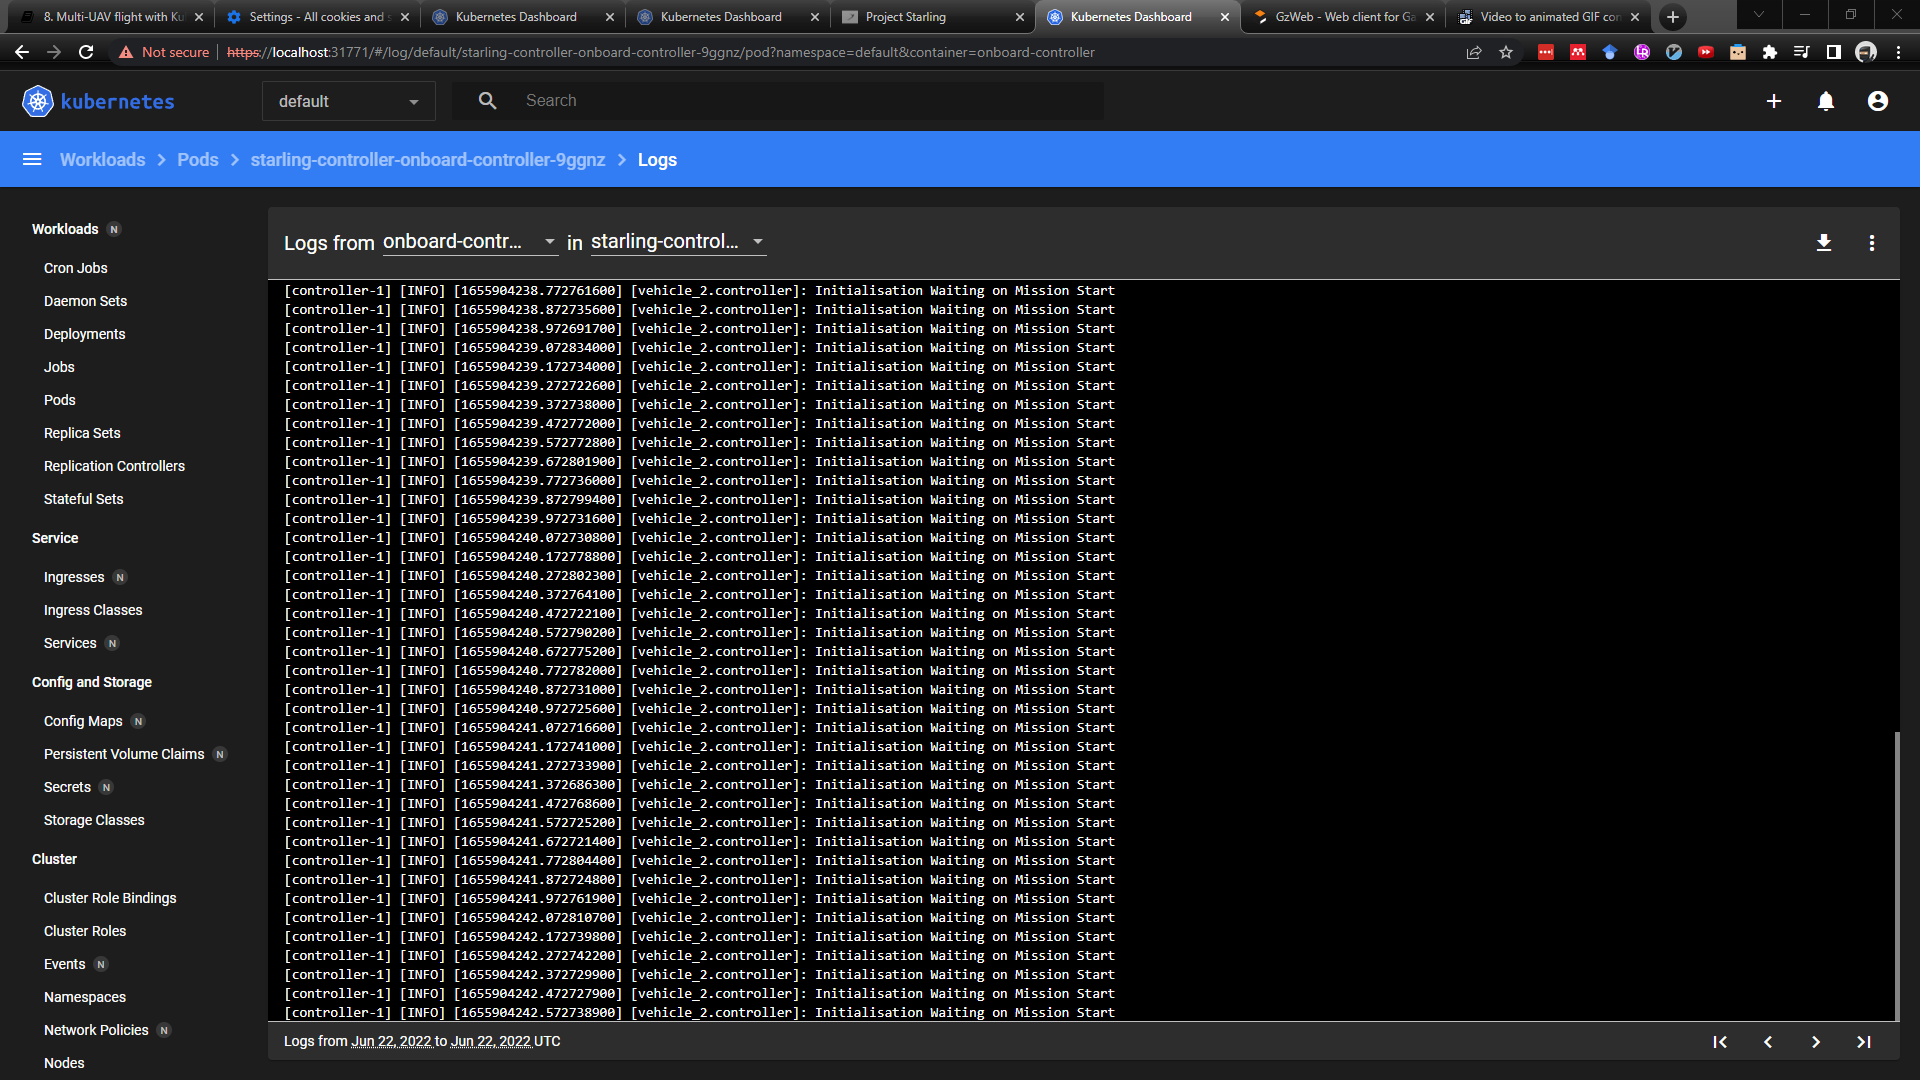 8. Multi-UAV flight with Ku
Settings - All cookies and s
Kubernetes Dashboard
Kubernetes Dashboard
Project Starling
Kubernetes Dashboard
GzWeb - Web client for Ga
Video to animated GIF con
Not secure
https://localhost:31771/#/log/default/starling-controller-onboard-controller-9ggnz/pod?namespace=default&container=onboard-controller
kubernetes
default
Search
Workloads
Pods
starling-controller-onboard-controller-9ggnz
Logs
Workloads N
Cron Jobs
Daemon Sets
Deployments
Jobs
Pods
Replica Sets
Replication Controllers
Stateful Sets
Service
Ingresses N
Ingress Classes
Services N
Config and Storage
Config Maps N
Persistent Volume Claims N
Secrets N
Storage Classes
Cluster
Cluster Role Bindings
Cluster Roles
Events N
Namespaces
Network Policies N
Nodes
Logs from onboard-contr... in starling-control...
[controller-1] [INFO] [1655904238.772761600] [vehicle_2.controller]: Initialisation Waiting on Mission Start
[controller-1] [INFO] [1655904238.872735600] [vehicle_2.controller]: Initialisation Waiting on Mission Start
[controller-1] [INFO] [1655904238.972691700] [vehicle_2.controller]: Initialisation Waiting on Mission Start
[controller-1] [INFO] [1655904239.072834000] [vehicle_2.controller]: Initialisation Waiting on Mission Start
[controller-1] [INFO] [1655904239.172734000] [vehicle_2.controller]: Initialisation Waiting on Mission Start
[controller-1] [INFO] [1655904239.272722600] [vehicle_2.controller]: Initialisation Waiting on Mission Start
[controller-1] [INFO] [1655904239.372738000] [vehicle_2.controller]: Initialisation Waiting on Mission Start
[controller-1] [INFO] [1655904239.472772000] [vehicle_2.controller]: Initialisation Waiting on Mission Start
[controller-1] [INFO] [1655904239.572772800] [vehicle_2.controller]: Initialisation Waiting on Mission Start
[controller-1] [INFO] [1655904239.672801900] [vehicle_2.controller]: Initialisation Waiting on Mission Start
[controller-1] [INFO] [1655904239.772736000] [vehicle_2.controller]: Initialisation Waiting on Mission Start
[controller-1] [INFO] [1655904239.872799400] [vehicle_2.controller]: Initialisation Waiting on Mission Start
[controller-1] [INFO] [1655904239.972731600] [vehicle_2.controller]: Initialisation Waiting on Mission Start
[controller-1] [INFO] [1655904240.072730800] [vehicle_2.controller]: Initialisation Waiting on Mission Start
[controller-1] [INFO] [1655904240.172778800] [vehicle_2.controller]: Initialisation Waiting on Mission Start
[controller-1] [INFO] [1655904240.272802300] [vehicle_2.controller]: Initialisation Waiting on Mission Start
[controller-1] [INFO] [1655904240.372764100] [vehicle_2.controller]: Initialisation Waiting on Mission Start
[controller-1] [INFO] [1655904240.472722100] [vehicle_2.controller]: Initialisation Waiting on Mission Start
[controller-1] [INFO] [1655904240.572790200] [vehicle_2.controller]: Initialisation Waiting on Mission Start
[controller-1] [INFO] [1655904240.672775200] [vehicle_2.controller]: Initialisation Waiting on Mission Start
[controller-1] [INFO] [1655904240.772782000] [vehicle_2.controller]: Initialisation Waiting on Mission Start
[controller-1] [INFO] [1655904240.872731000] [vehicle_2.controller]: Initialisation Waiting on Mission Start
[controller-1] [INFO] [1655904240.972725600] [vehicle_2.controller]: Initialisation Waiting on Mission Start
[controller-1] [INFO] [1655904241.072716600] [vehicle_2.controller]: Initialisation Waiting on Mission Start
[controller-1] [INFO] [1655904241.172741000] [vehicle_2.controller]: Initialisation Waiting on Mission Start
[controller-1] [INFO] [1655904241.272733900] [vehicle_2.controller]: Initialisation Waiting on Mission Start
[controller-1] [INFO] [1655904241.372686300] [vehicle_2.controller]: Initialisation Waiting on Mission Start
[controller-1] [INFO] [1655904241.472768600] [vehicle_2.controller]: Initialisation Waiting on Mission Start
[controller-1] [INFO] [1655904241.572725200] [vehicle_2.controller]: Initialisation Waiting on Mission Start
[controller-1] [INFO] [1655904241.672721400] [vehicle_2.controller]: Initialisation Waiting on Mission Start
[controller-1] [INFO] [1655904241.772804400] [vehicle_2.controller]: Initialisation Waiting on Mission Start
[controller-1] [INFO] [1655904241.872724800] [vehicle_2.controller]: Initialisation Waiting on Mission Start
[controller-1] [INFO] [1655904241.972761900] [vehicle_2.controller]: Initialisation Waiting on Mission Start
[controller-1] [INFO] [1655904242.072810700] [vehicle_2.controller]: Initialisation Waiting on Mission Start
[controller-1] [INFO] [1655904242.172739800] [vehicle_2.controller]: Initialisation Waiting on Mission Start
[controller-1] [INFO] [1655904242.272742200] [vehicle_2.controller]: Initialisation Waiting on Mission Start
[controller-1] [INFO] [1655904242.372729900] [vehicle_2.controller]: Initialisation Waiting on Mission Start
[controller-1] [INFO] [1655904242.472727900] [vehicle_2.controller]: Initialisation Waiting on Mission Start
[controller-1] [INFO] [1655904242.572738900] [vehicle_2.controller]: Initialisation Waiting on Mission Start
Logs from Jun 22, 2022 to Jun 22, 2022 UTC